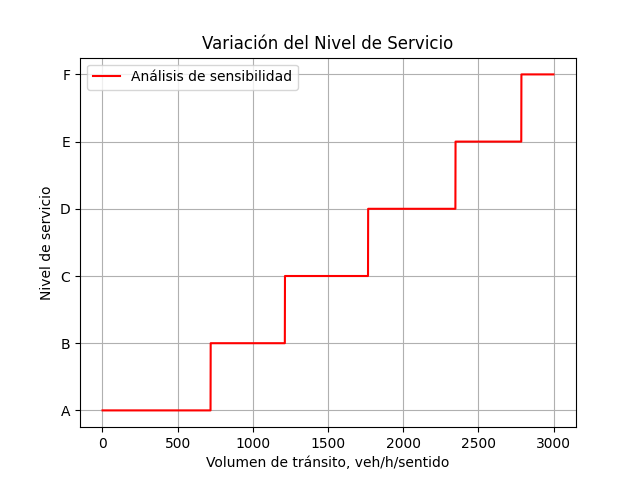 Variación del Nivel de Servicio
Análisis de sensibilidad
Nivel de servicio
F
E
D
C
B
A
0 500 1000 1500 2000 2500 3000
Volumen de tránsito, veh/h/sentido